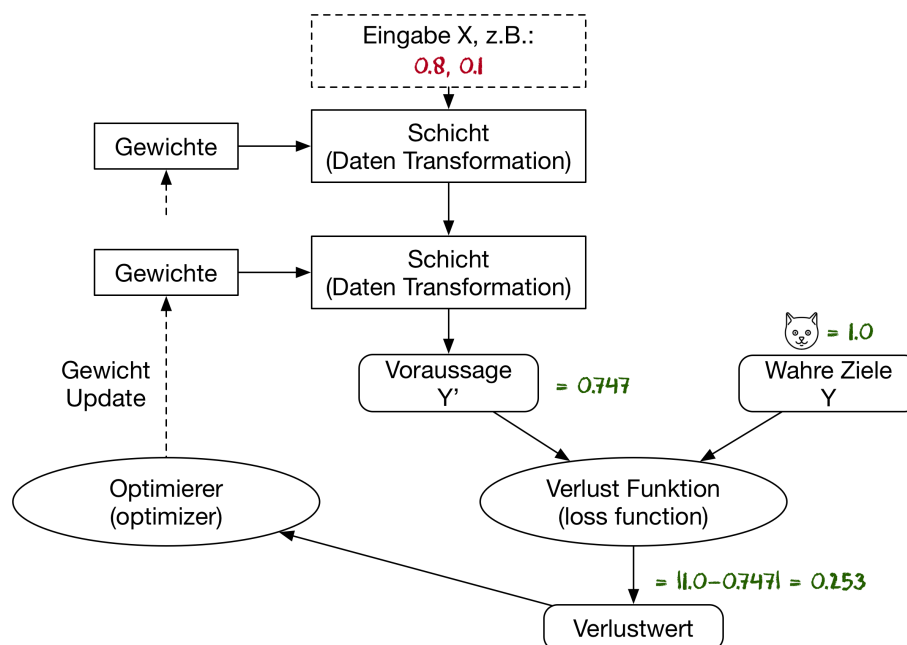 Eingabe X, z.B.:
0.8, 0.1
Gewichte
Schicht
(Daten Transformation)
Gewichte
Schicht
(Daten Transformation)
= 1.0
Gewicht
Update
Voraussage
Y'
= 0.747
Wahre Ziele
Y
Optimierer
(optimizer)
Verlust Funktion
(loss function)
= |1.0-0.747| = 0.253
Verlustwert